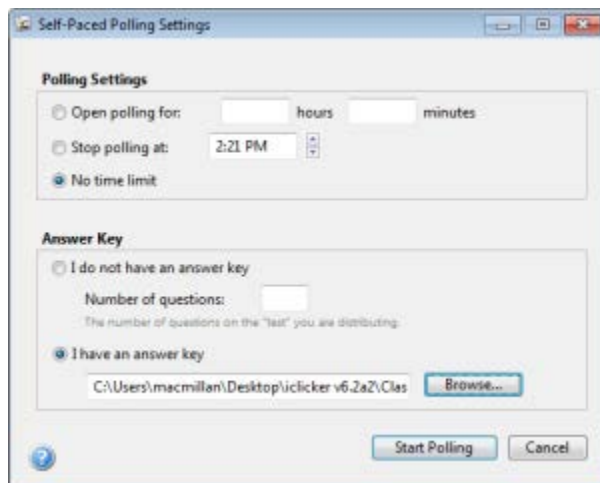 Self-Paced Polling Settings
Polling Settings
Open polling for: hours minutes
Stop polling at: 2:21 PM
No time limit
Answer Key
I do not have an answer key
Number of questions:
The number of questions on the "test" you are distributing.
I have an answer key
C:\Users\macmillan\Desktop\iclicker v6.2a2\Clas Browse...
Start Polling Cancel